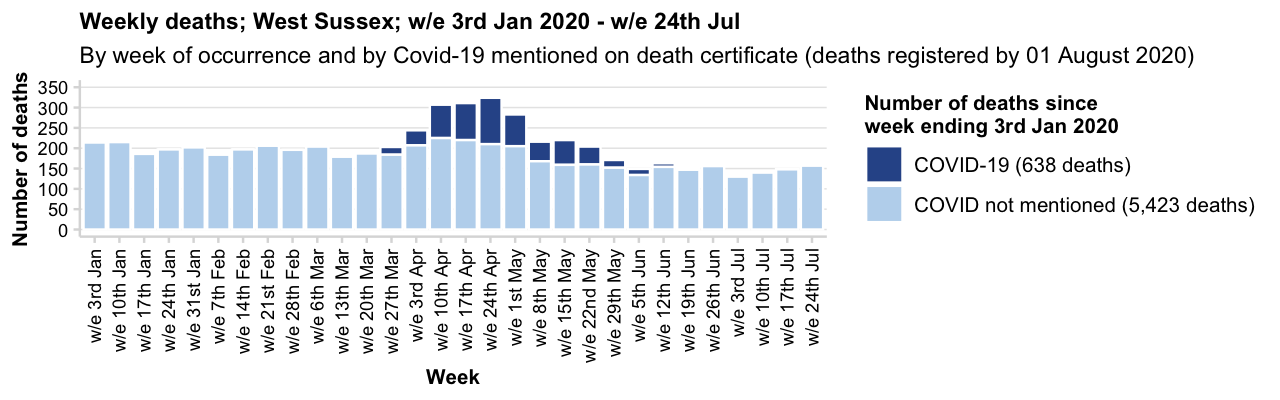 Weekly deaths; West Sussex; w/e 3rd Jan 2020 - w/e 24th Jul
By week of occurrence and by Covid-19 mentioned on death certificate (deaths registered by 01 August 2020)
Number of deaths
350
300
250
200
150
100
50
0
w/e 3rd Jan
w/e 10th Jan
w/e 17th Jan
w/e 24th Jan
w/e 31st Jan
w/e 7th Feb
w/e 14th Feb
w/e 21st Feb
w/e 28th Feb
w/e 6th Mar
w/e 13th Mar
w/e 20th Mar
w/e 27th Mar
w/e 3rd Apr
w/e 10th Apr
w/e 17th Apr
w/e 24th Apr
w/e 1st May
w/e 8th May
w/e 15th May
w/e 22nd May
w/e 29th May
w/e 5th Jun
w/e 12th Jun
w/e 19th Jun
w/e 26th Jun
w/e 3rd Jul
w/e 10th Jul
w/e 17th Jul
w/e 24th Jul
Week
Number of deaths since
week ending 3rd Jan 2020
COVID-19 (638 deaths)
COVID not mentioned (5,423 deaths)